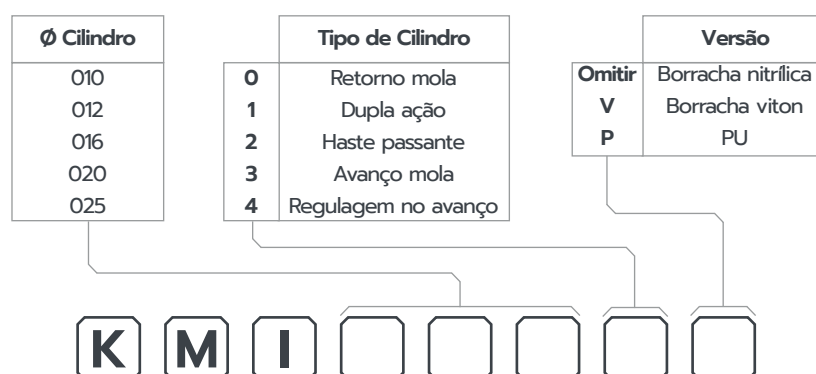 Ø Cilindro
010
012
016
020
025
Tipo de Cilindro
0 Retorno mola
1 Dupla ação
2 Haste passante
3 Avanço mola
4 Regulagem no avanço
Versão
Omitir Borracha nitrílica
V Borracha viton
P PU
K M I